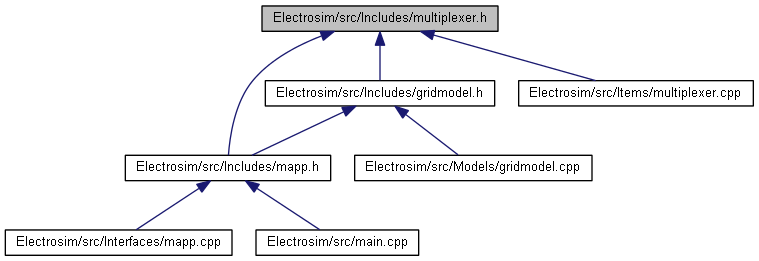 Electrosim/src/Includes/multiplexer.h
Electrosim/src/Includes/gridmodel.h
Electrosim/src/Items/multiplexer.cpp
Electrosim/src/Includes/mapp.h
Electrosim/src/Models/gridmodel.cpp
Electrosim/src/Interfaces/mapp.cpp
Electrosim/src/main.cpp